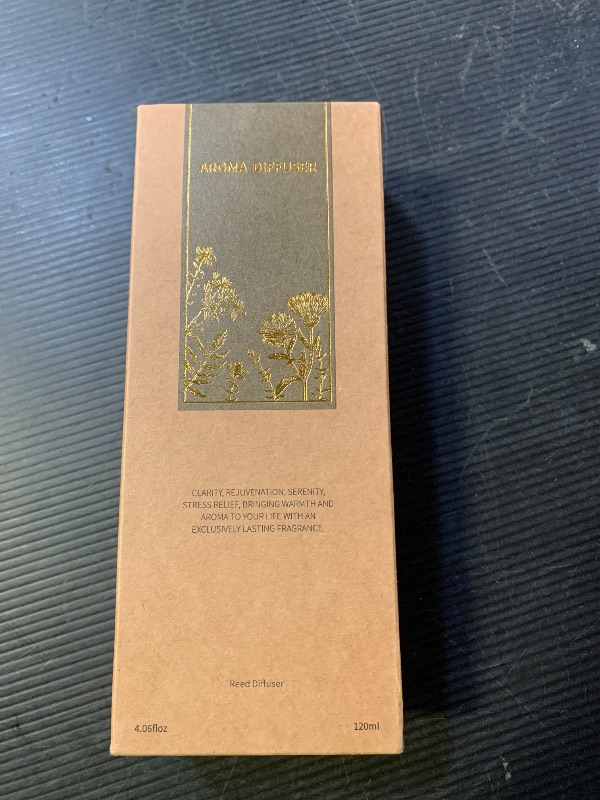 AROMA DIFFUSER
CLARITY, REJUVENATION, SERENITY,
STRESS RELIEF, BRINGING WARMTH AND
AROMA TO YOUR LIFE WITH AN
EXCLUSIVELY LASTING FRAGRANCE.
Reed Diffuser
4.06floz 120ml